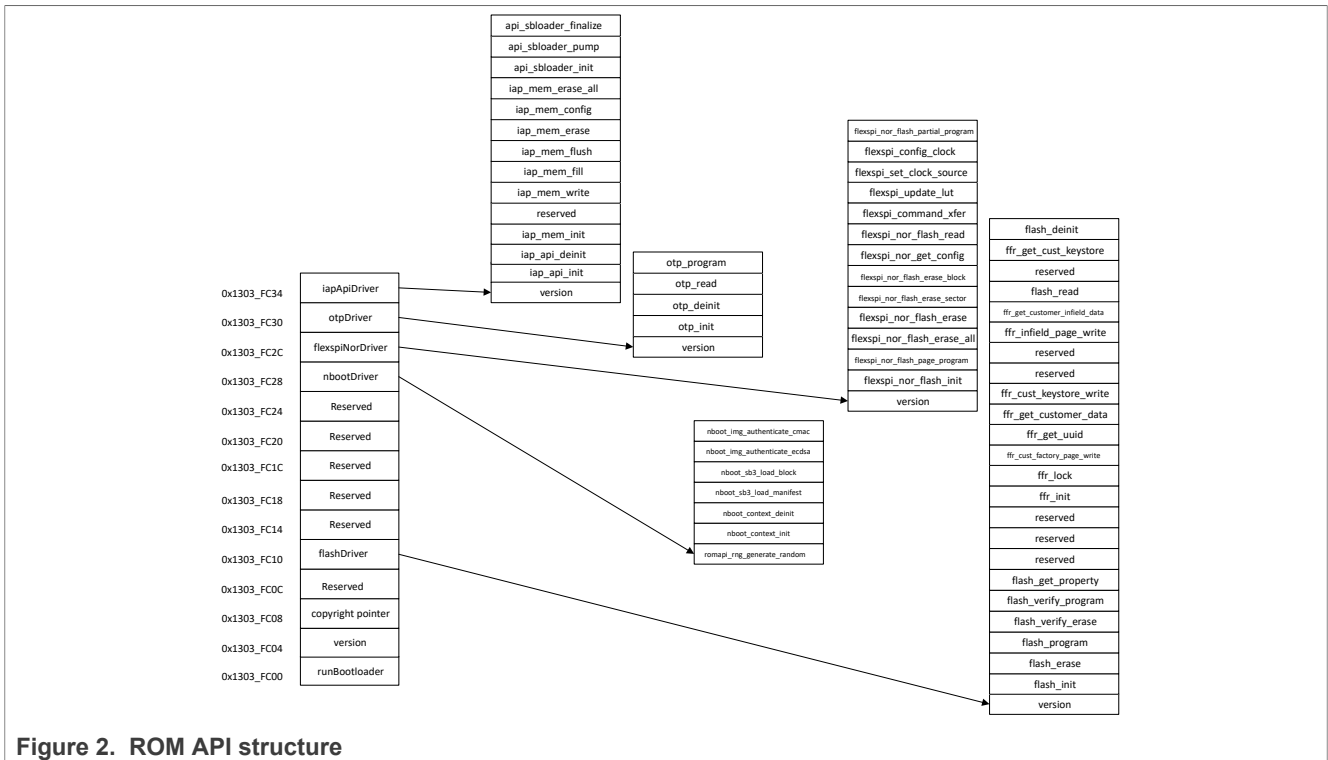 api_sbloader_finalize
api_sbloader_pump
api_sbloader_init
iap_mem_erase_all
iap_mem_config
iap_mem_erase
iap_mem_flush
iap_mem_fill
iap_mem_write
reserved
iap_mem_init
iap_api_deinit
iap_api_init
version
otp_program
otp_read
otp_deinit
otp_init
version
flexspi_nor_flash_partial_program
flexspi_config_clock
flexspi_set_clock_source
flexspi_update_lut
flexspi_command_xfer
flexspi_nor_flash_read
flexspi_nor_get_config
flexspi_nor_flash_erase_block
flexspi_nor_flash_erase_sector
flexspi_nor_flash_erase
flexspi_nor_flash_erase_all
flexspi_nor_flash_page_program
flexspi_nor_flash_init
version
flash_deinit
ffr_get_cust_keystore
reserved
flash_read
ffr_get_customer_infield_data
ffr_infield_page_write
reserved
reserved
ffr_cust_keystore_write
ffr_get_customer_data
ffr_get_uuid
ffr_cust_factory_page_write
ffr_lock
ffr_init
reserved
reserved
reserved
flash_get_property
flash_verify_program
flash_verify_erase
flash_program
flash_erase
flash_init
version
nboot_img_authenticate_cmac
nboot_img_authenticate_ecdsa
nboot_sb3_load_block
nboot_sb3_load_manifest
nboot_context_deinit
nboot_context_init
romapi_rng_generate_random
0x1303_FC34 iapApiDriver
0x1303_FC30 otpDriver
0x1303_FC2C flexspiNorDriver
0x1303_FC28 nbootDriver
0x1303_FC24 Reserved
0x1303_FC20 Reserved
0x1303_FC1C Reserved
0x1303_FC18 Reserved
0x1303_FC14 Reserved
0x1303_FC10 flashDriver
0x1303_FC0C Reserved
0x1303_FC08 copyright pointer
0x1303_FC04 version
0x1303_FC00 runBootloader
Figure 2. ROM API structure